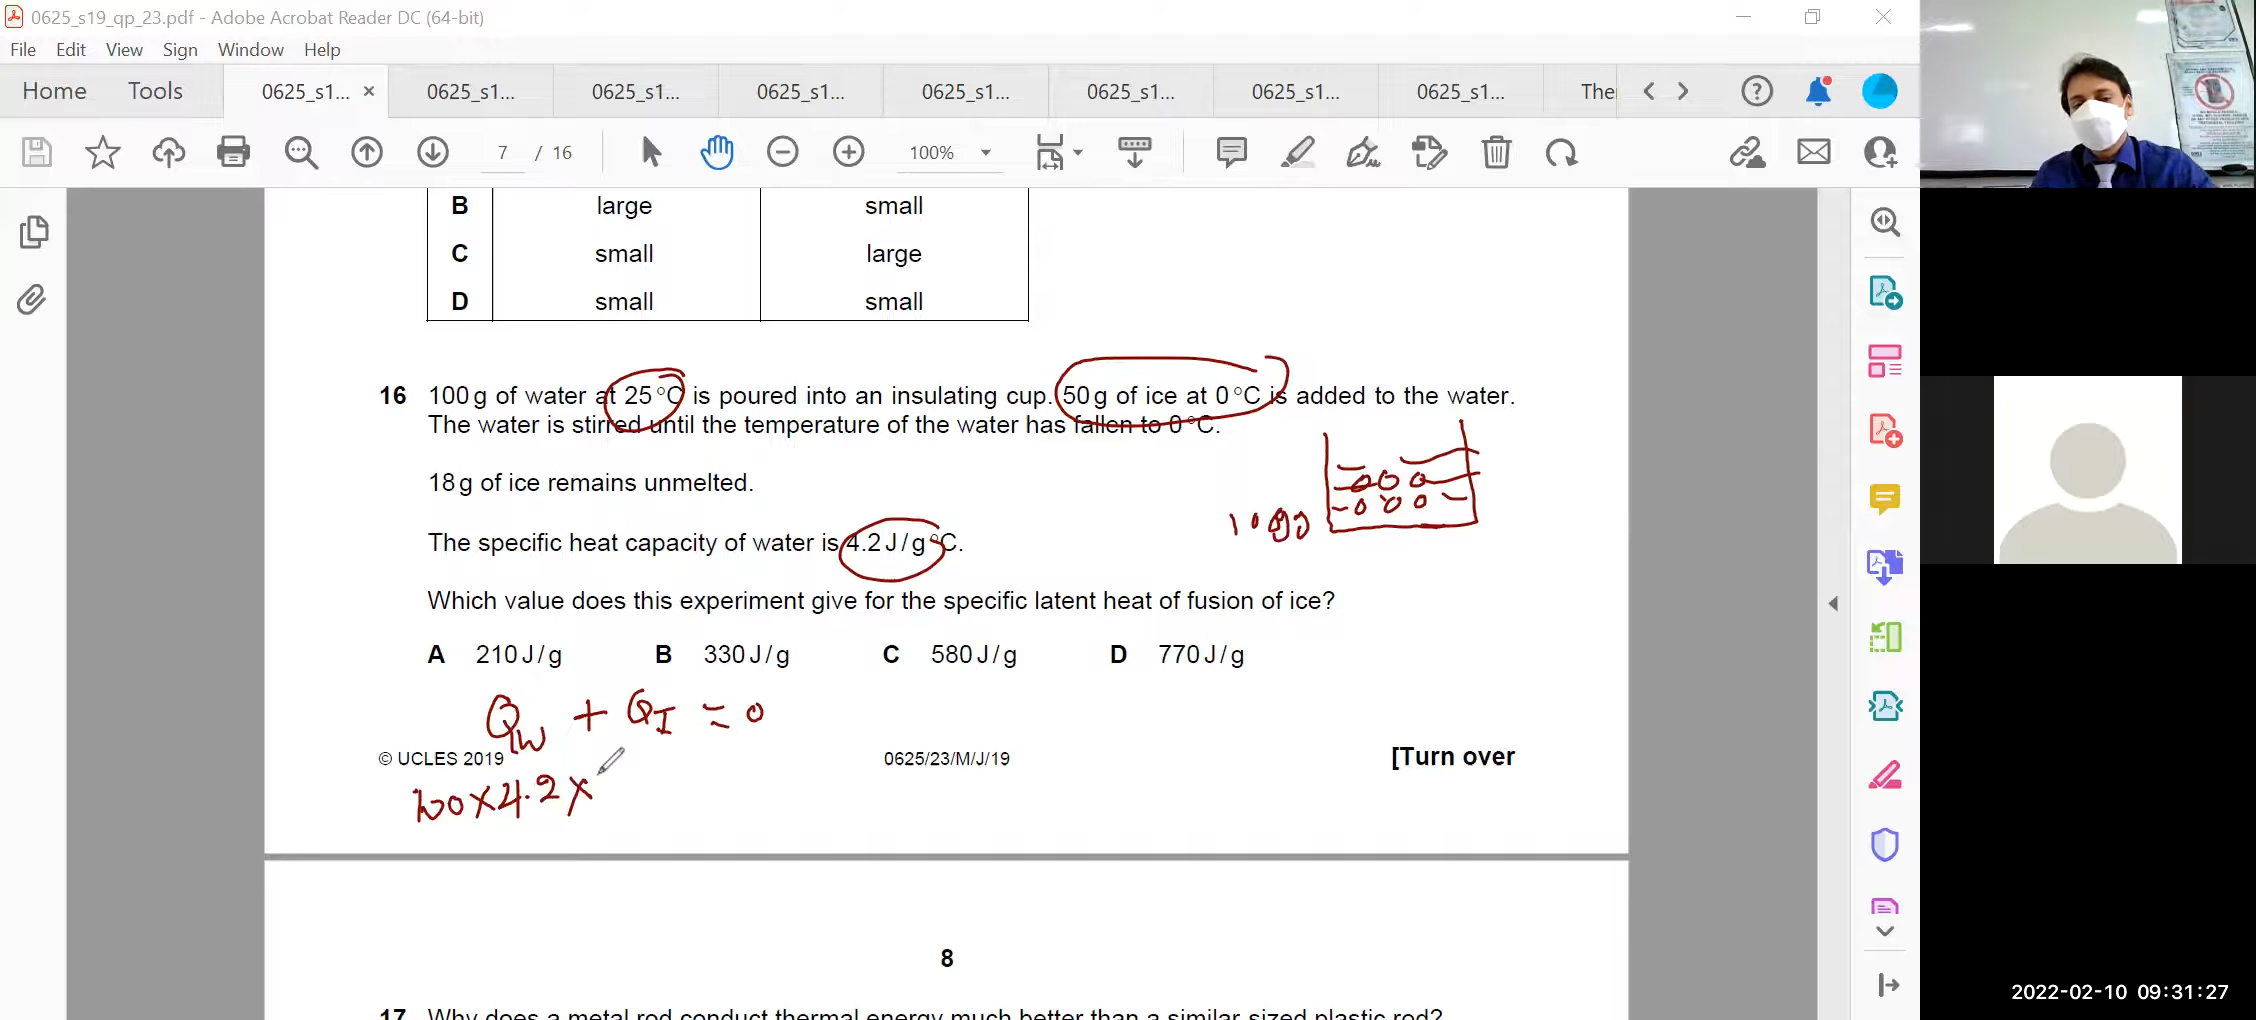 0625_s19_qp_23.pdf - Adobe Acrobat Reader DC (64-bit)
File Edit View Sign Window Help
Home Tools 0625_s1... × 0625_s1... 0625_s1... 0625_s1... 0625_s1... 0625_s1... 0625_s1... 0625_s1... The
7 / 16 100%
B large small
C small large
D small small
16 100 g of water at 25 °C is poured into an insulating cup. 50 g of ice at 0 °C is added to the water.
The water is stirred until the temperature of the water has fallen to 0 °C.
18 g of ice remains unmelted.
The specific heat capacity of water is 4.2 J / g °C.
Which value does this experiment give for the specific latent heat of fusion of ice?
A 210 J / g B 330 J / g C 580 J / g D 770 J / g
Qw + QI = 0
© UCLES 2019 0625/23/M/J/19 [Turn over
100 × 4.2 ×
8
17 Why does a metal rod conduct thermal energy much better than a similar-sized plastic rod?
2022-02-10 09:31:27